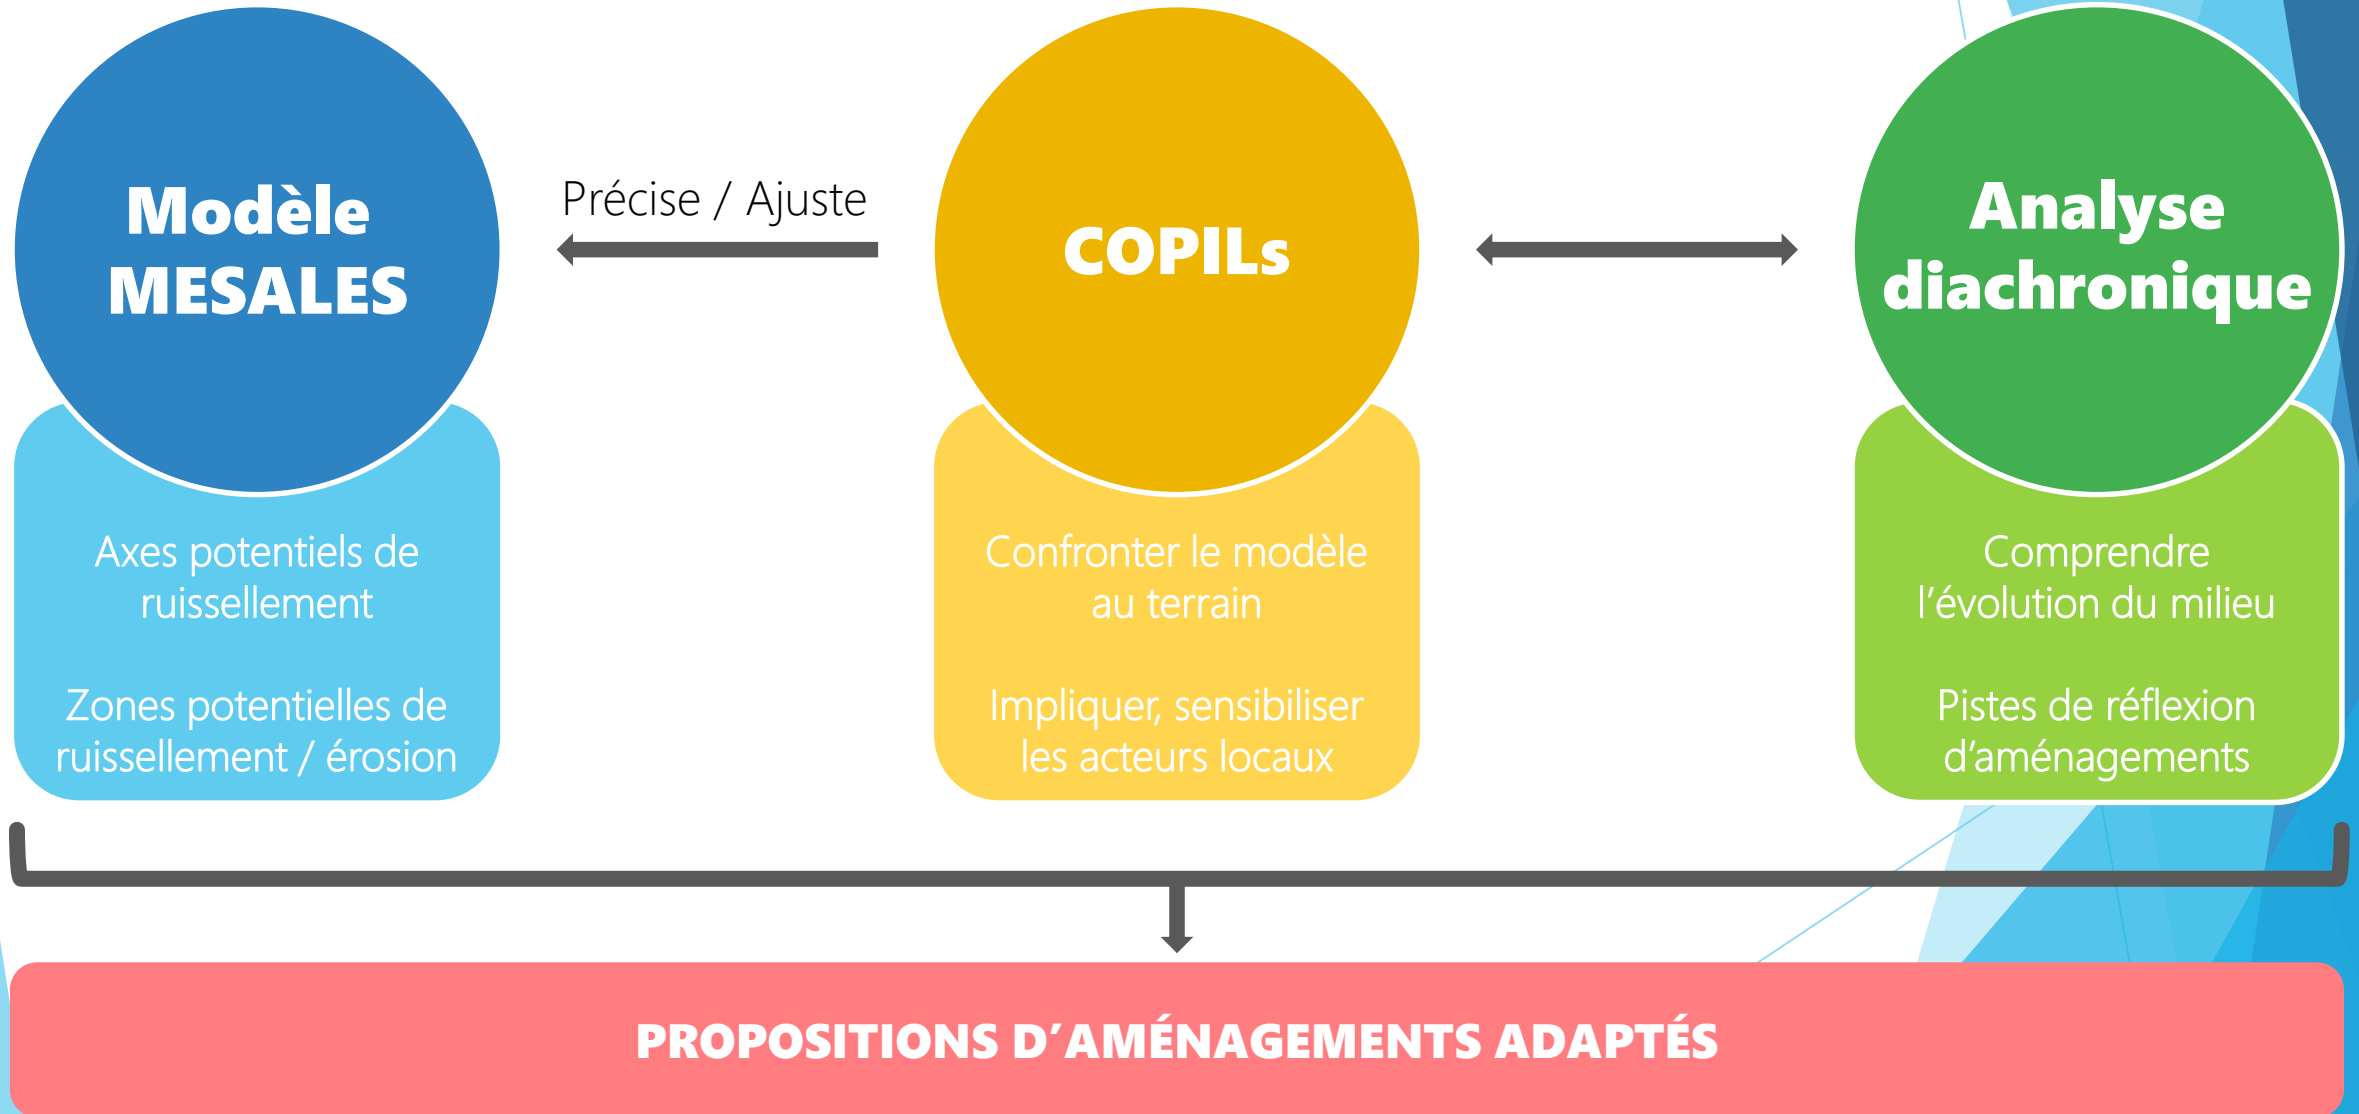 Modèle
MESALES
Précise / Ajuste
COPILs
Analyse
diachronique
Axes potentiels de
ruissellement
Zones potentielles de
ruissellement / érosion
Confronter le modèle
au terrain
Impliquer, sensibiliser
les acteurs locaux
Comprendre
l’évolution du milieu
Pistes de réflexion
d’aménagements
PROPOSITIONS D’AMÉNAGEMENTS ADAPTÉS